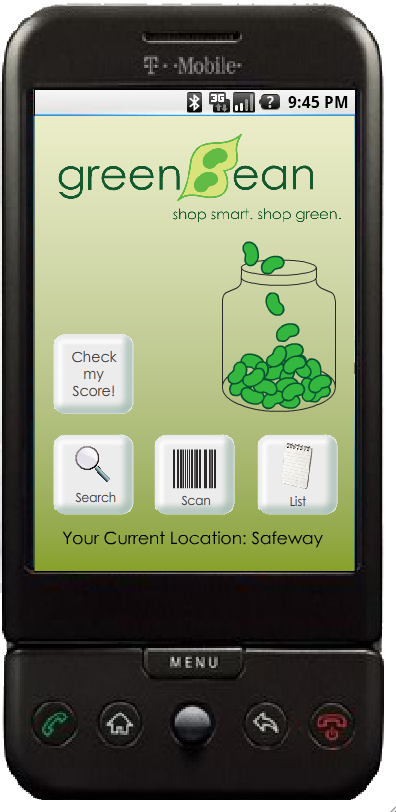 T··Mobile·
3G
? 9:45 PM
greenBean
shop smart. shop green.
Check
my
Score!
Search
Scan
List
Your Current Location: Safeway
MENU